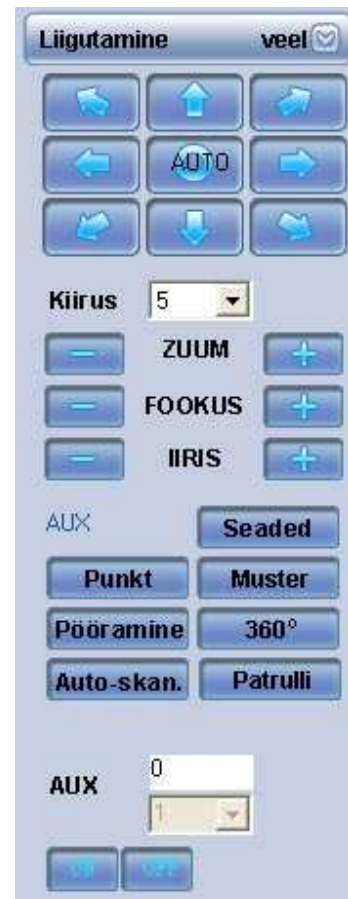 Liigutamine veel
AUTO
Kiirus 5
ZUUM
FOOKUS
IIRIS
AUX Seaded
Punkt Muster
Pööramine 360°
Auto-skan. Patrulli
0
AUX
1
OFF